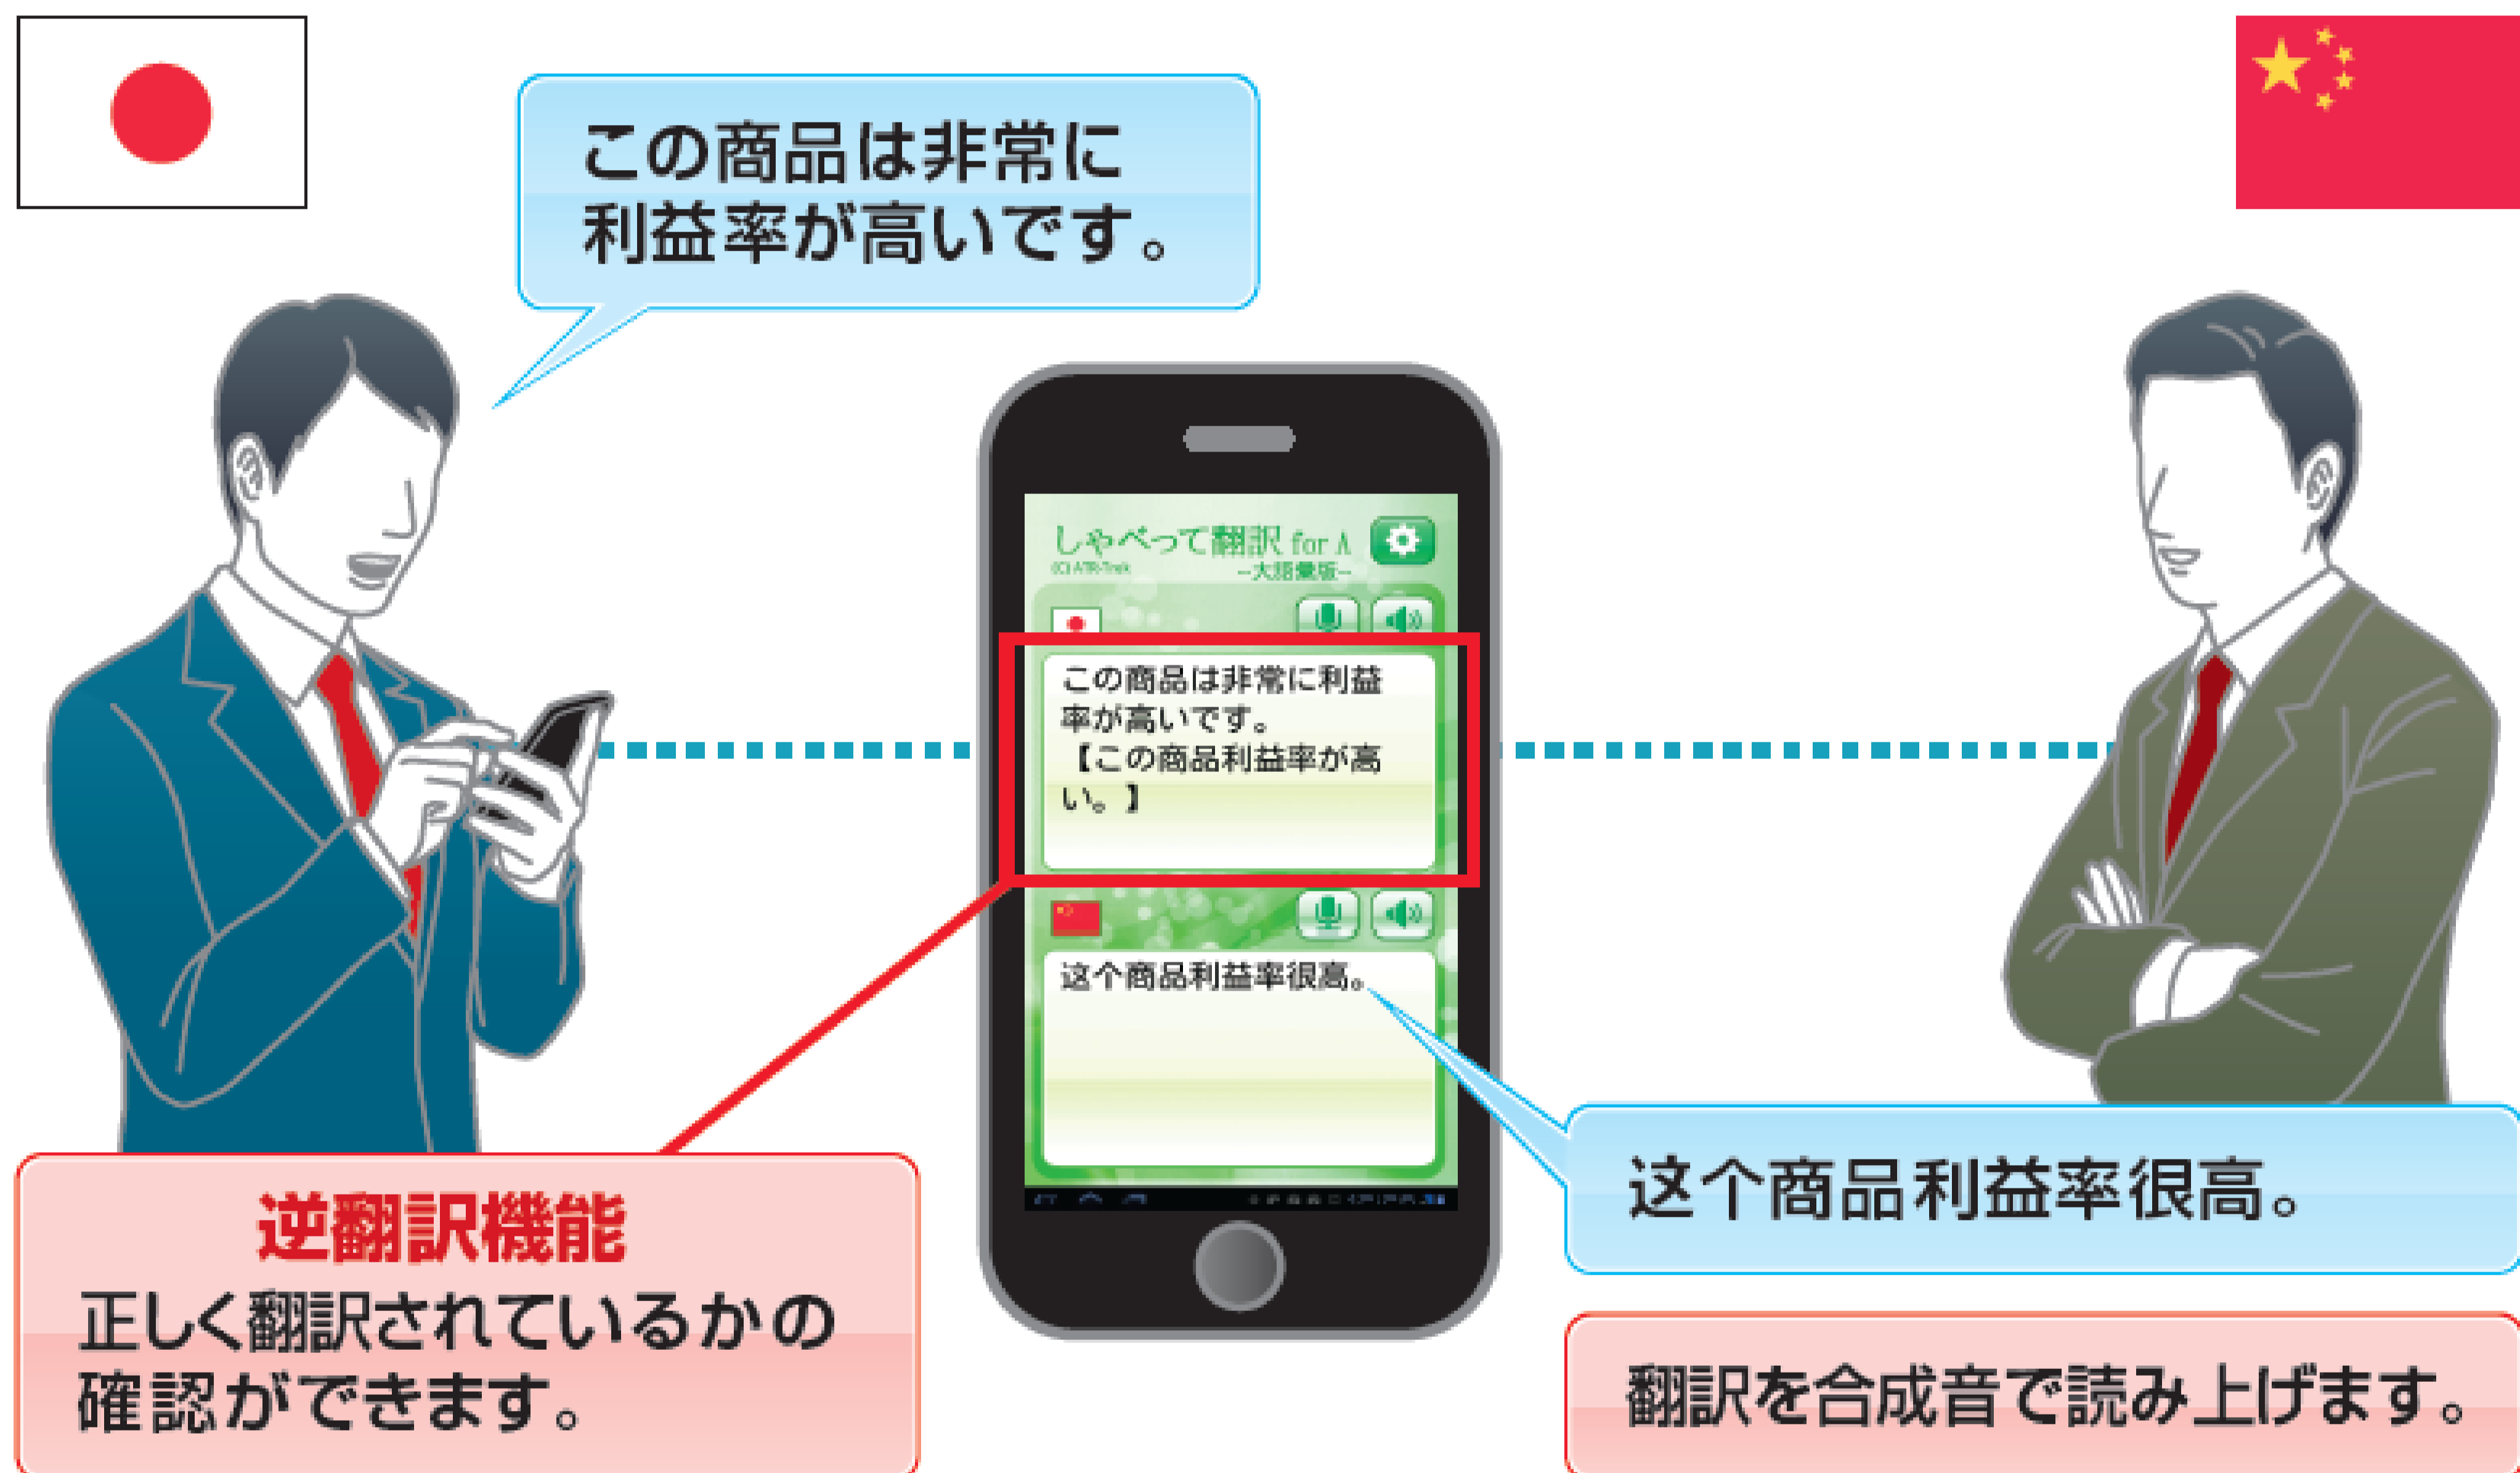 この商品は非常に
利益率が高いです。
しゃべって翻訳 for A
(C) ATR-Trek
−大語彙版−
この商品は非常に利益
率が高いです。
【この商品利益率が高
い。】
这个商品利益率很高。
这个商品利益率很高。
逆翻訳機能
正しく翻訳されているかの
確認ができます。
翻訳を合成音で読み上げます。